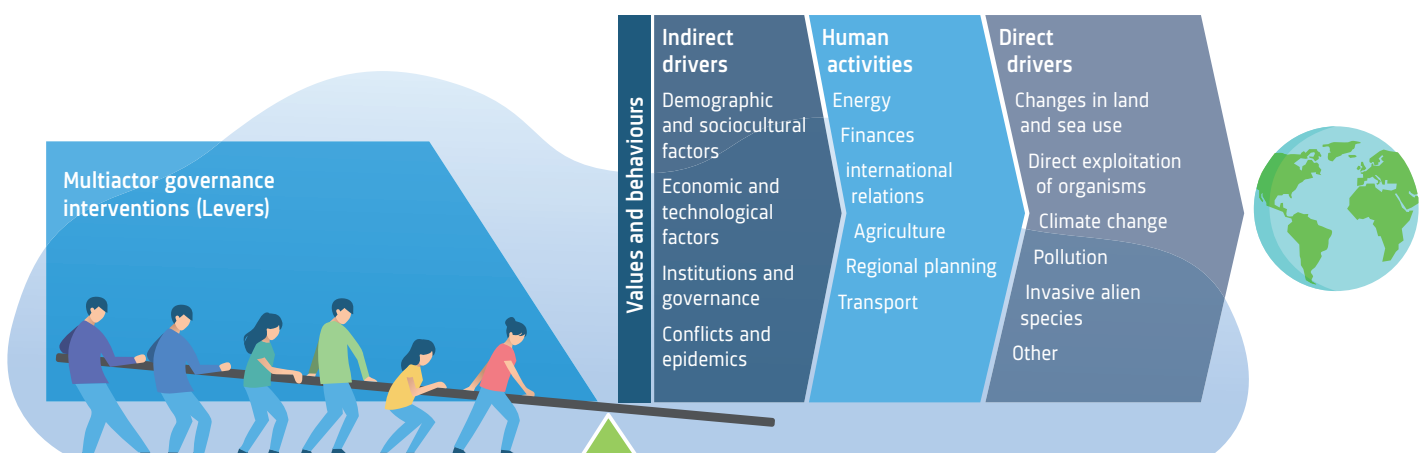 Multiactor governance
interventions (Levers)
Values and behaviours
Indirect
drivers
Demographic
and sociocultural
factors
Economic and
technological
factors
Institutions and
governance
Conflicts and
epidemics
Human
activities
Energy
Finances
international
relations
Agriculture
Regional planning
Transport
Direct
drivers
Changes in land
and sea use
Direct exploitation
of organisms
Climate change
Pollution
Invasive alien
species
Other